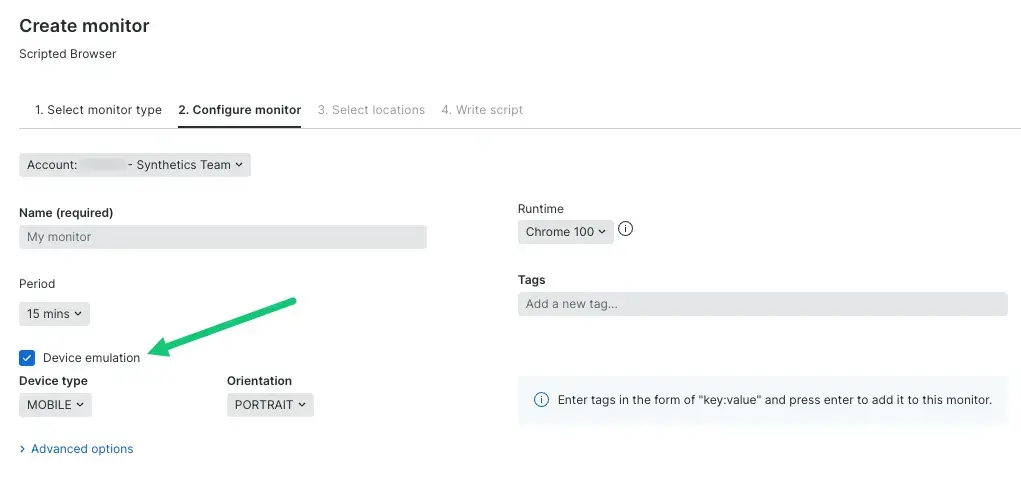 Create monitor
Scripted Browser
1. Select monitor type 2. Configure monitor 3. Select locations 4. Write script
Account: - Synthetics Team
Name (required)
My monitor
Runtime
Chrome 100
Period
15 mins
Tags
Add a new tag...
Device emulation
Device type
MOBILE
Orientation
PORTRAIT
Enter tags in the form of "key:value" and press enter to add it to this monitor.
Advanced options